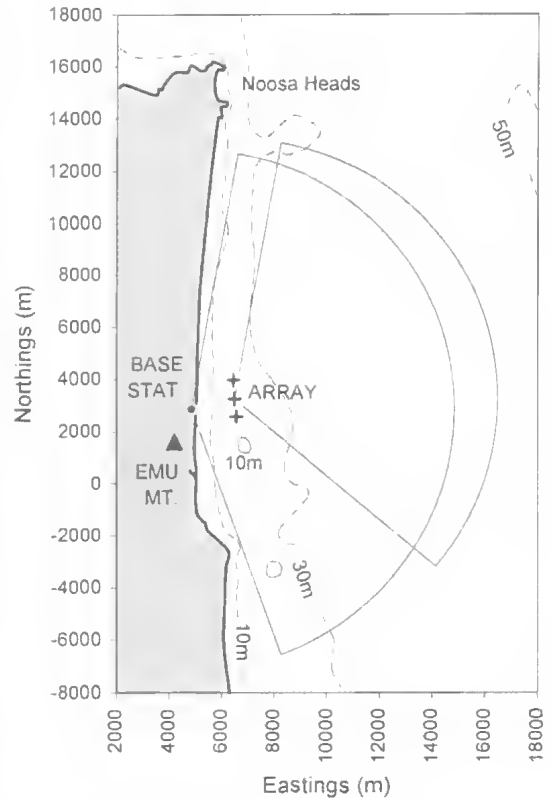 18000
16000
14000
12000
10000
8000
6000
4000
2000
0
-2000
-4000
-6000
-8000
Northings (m)
Noosa Heads
50m
BASE
STAT
ARRAY
10m
EMU
MT.
30m
10m
2000
4000
6000
8000
10000
12000
14000
16000
18000
Eastings (m)